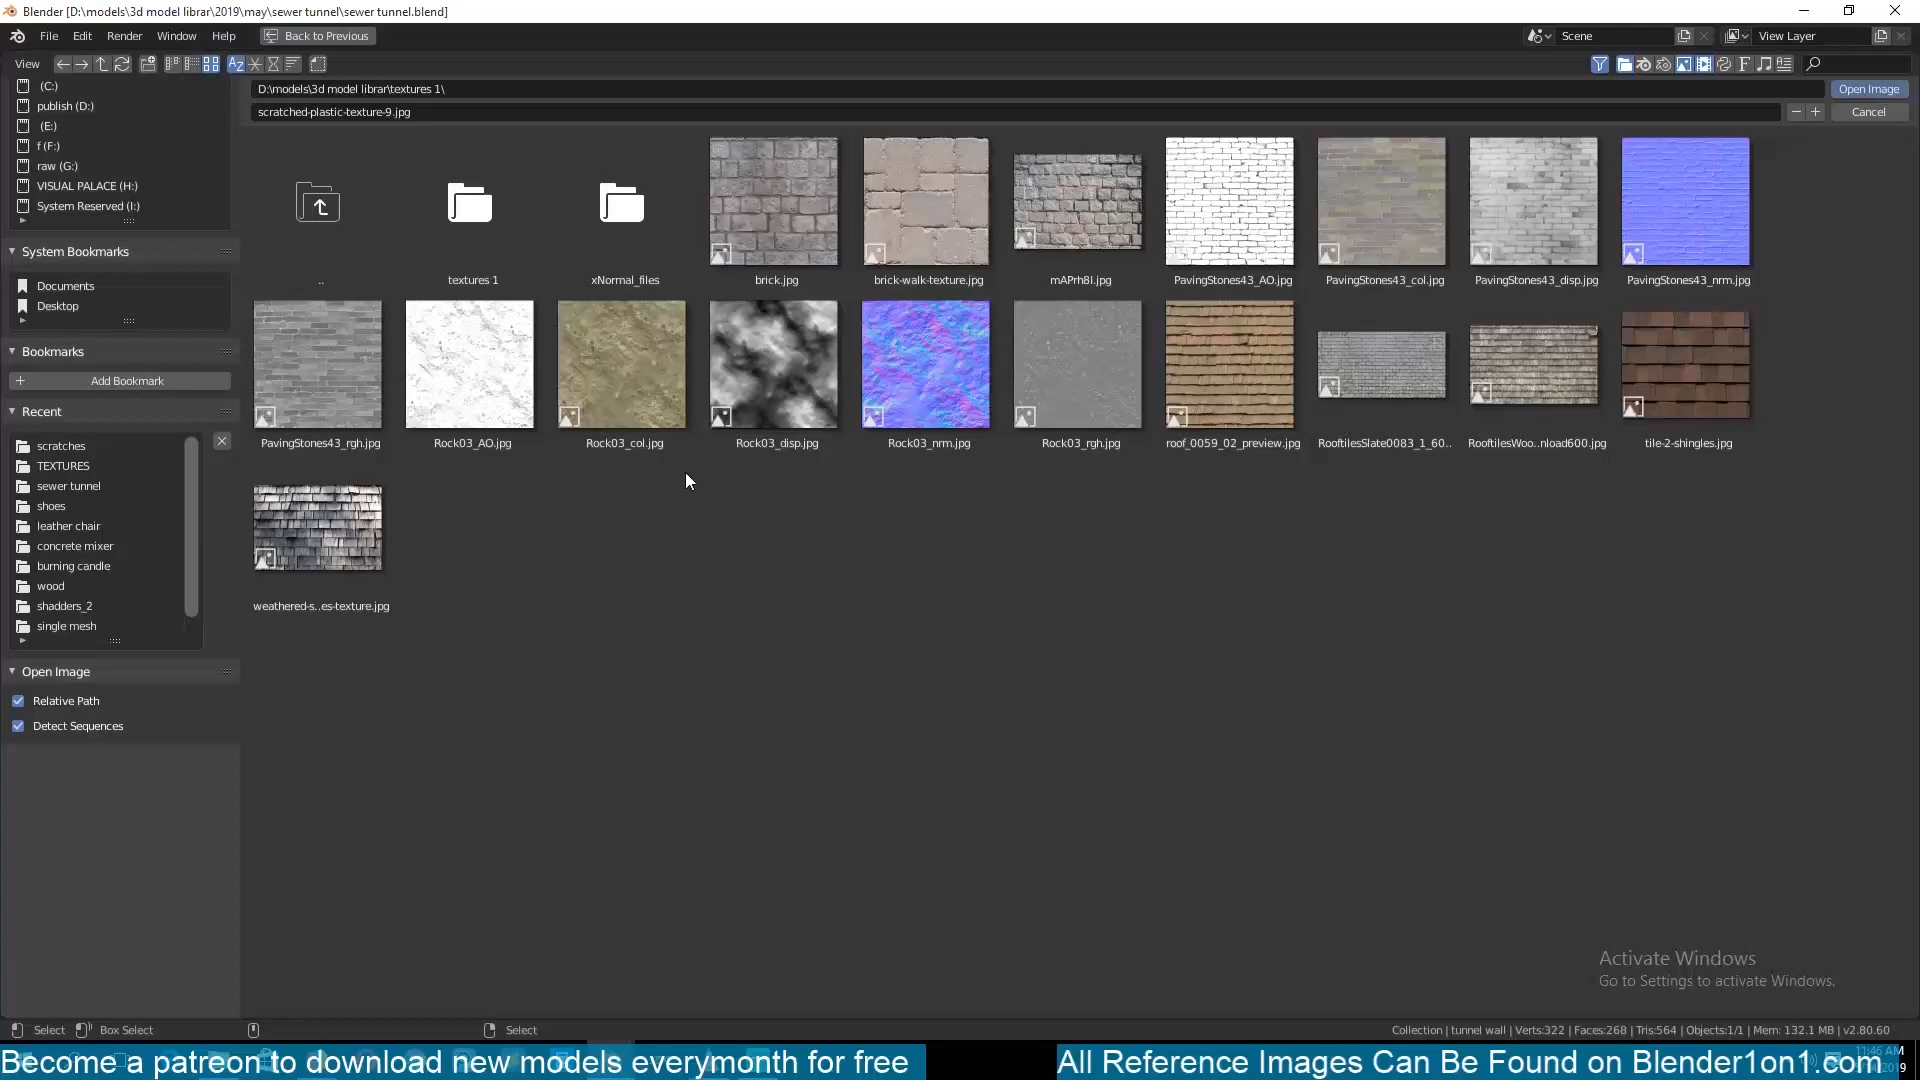 Blender [D:\models\3d model librar\2019\may\sewer tunnel\sewer tunnel.blend]
File Edit Render Window Help Back to Previous Scene View Layer
View
(C:)
publish (D:)
(E:)
f (F:)
raw (G:)
VISUAL PALACE (H:)
System Reserved (I:)
System Bookmarks
Documents
Desktop
Bookmarks
Add Bookmark
Recent
scratches
TEXTURES
sewer tunnel
shoes
leather chair
concrete mixer
burning candle
wood
shadders_2
single mesh
Open Image
Relative Path
Detect Sequences
D:\models\3d model librar\textures 1\ Open Image
scratched-plastic-texture-9.jpg Cancel
.. textures 1 xNormal_files brick.jpg brick-walk-texture.jpg mAPrh8I.jpg PavingStones43_AO.jpg PavingStones43_col.jpg PavingStones43_disp.jpg PavingStones43_nrm.jpg
PavingStones43_rgh.jpg Rock03_AO.jpg Rock03_col.jpg Rock03_disp.jpg Rock03_nrm.jpg Rock03_rgh.jpg roof_0059_02_preview.jpg RooftilesSlate0083_1_60.. RooftilesWoo..nload600.jpg tile-2-shingles.jpg
weathered-s..es-texture.jpg
Activate Windows
Go to Settings to activate Windows.
Select Box Select Select Collection | tunnel wall | Verts:322 | Faces:268 | Tris:564 | Objects:1/1 | Mem: 132.1 MB | v2.80.60
Become a patreon to download new models everymonth for free All Reference Images Can Be Found on Blender1on1.com
11:46 AM